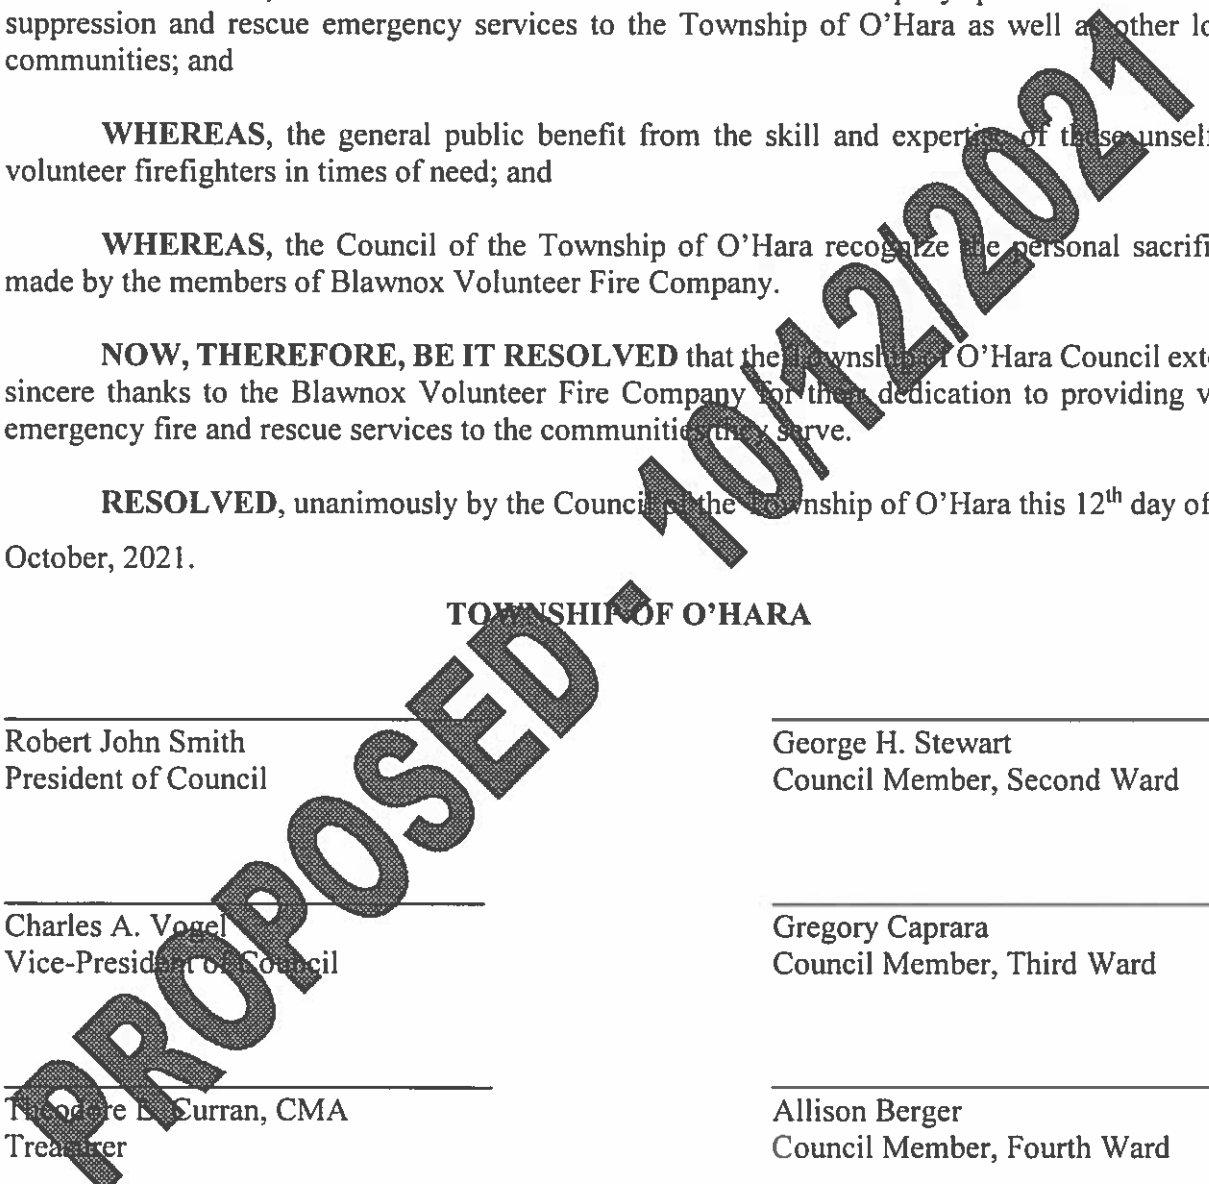 suppression and rescue emergency services to the Township of O’Hara as well as other lo
communities; and
WHEREAS, the general public benefit from the skill and expertise of these unself
volunteer firefighters in times of need; and
WHEREAS, the Council of the Township of O’Hara recognize the personal sacrifi
made by the members of Blawnox Volunteer Fire Company.
NOW, THEREFORE, BE IT RESOLVED that the Township of O’Hara Council exte
sincere thanks to the Blawnox Volunteer Fire Company for their dedication to providing v
emergency fire and rescue services to the communities they serve.
RESOLVED, unanimously by the Council of the Township of O’Hara this 12th day of
October, 2021.
TOWNSHIP OF O’HARA
Robert John Smith
President of Council
George H. Stewart
Council Member, Second Ward
Charles A. Vogel
Vice-President of Council
Gregory Caprara
Council Member, Third Ward
Theodore Curran, CMA
Treasurer
Allison Berger
Council Member, Fourth Ward
PROPOSED - 10/12/2021